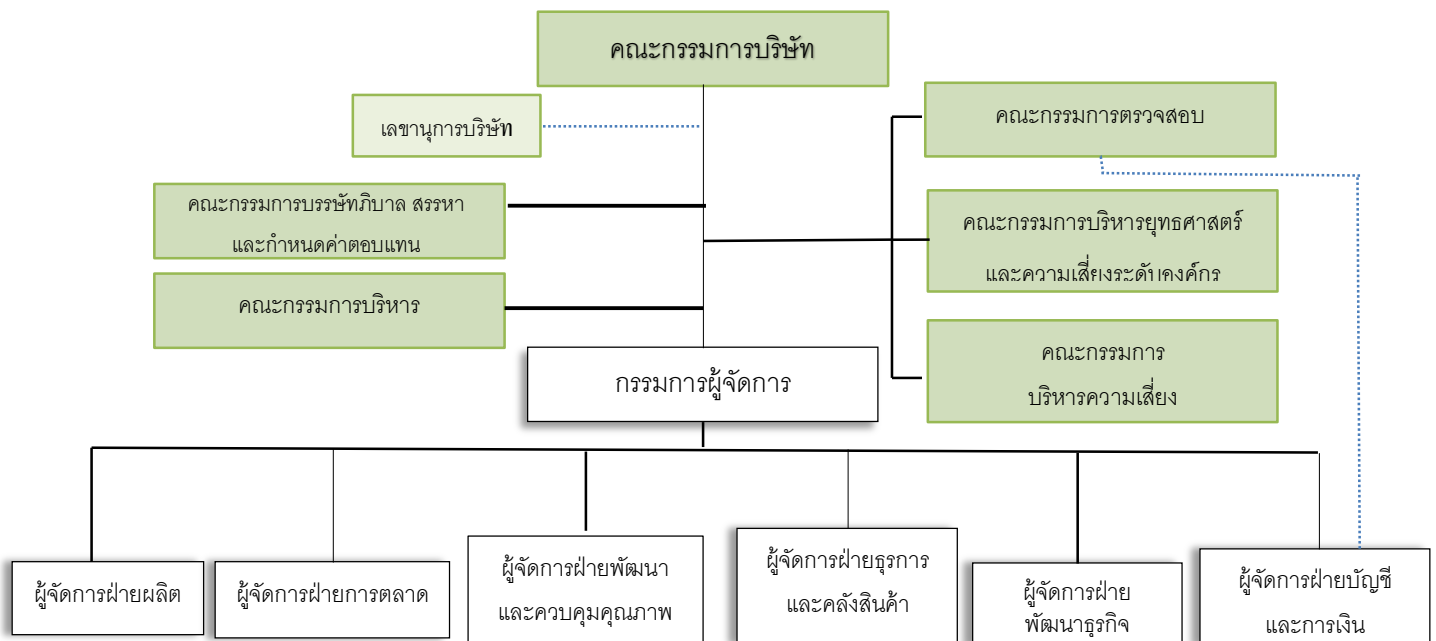 คณะกรรมการบริษัท
เลขานุการบริษัท
คณะกรรมการตรวจสอบ
คณะกรรมการบรรษัทภิบาล สรรหา
และกำหนดค่าตอบแทน
คณะกรรมการบริหารยุทธศาสตร์
และความเสี่ยงระดับองค์กร
คณะกรรมการบริหาร
คณะกรรมการ
บริหารความเสี่ยง
กรรมการผู้จัดการ
ผู้จัดการฝ่ายผลิต
ผู้จัดการฝ่ายการตลาด
ผู้จัดการฝ่ายพัฒนา
และควบคุมคุณภาพ
ผู้จัดการฝ่ายธุรการ
และคลังสินค้า
ผู้จัดการฝ่าย
พัฒนาธุรกิจ
ผู้จัดการฝ่ายบัญชี
และการเงิน